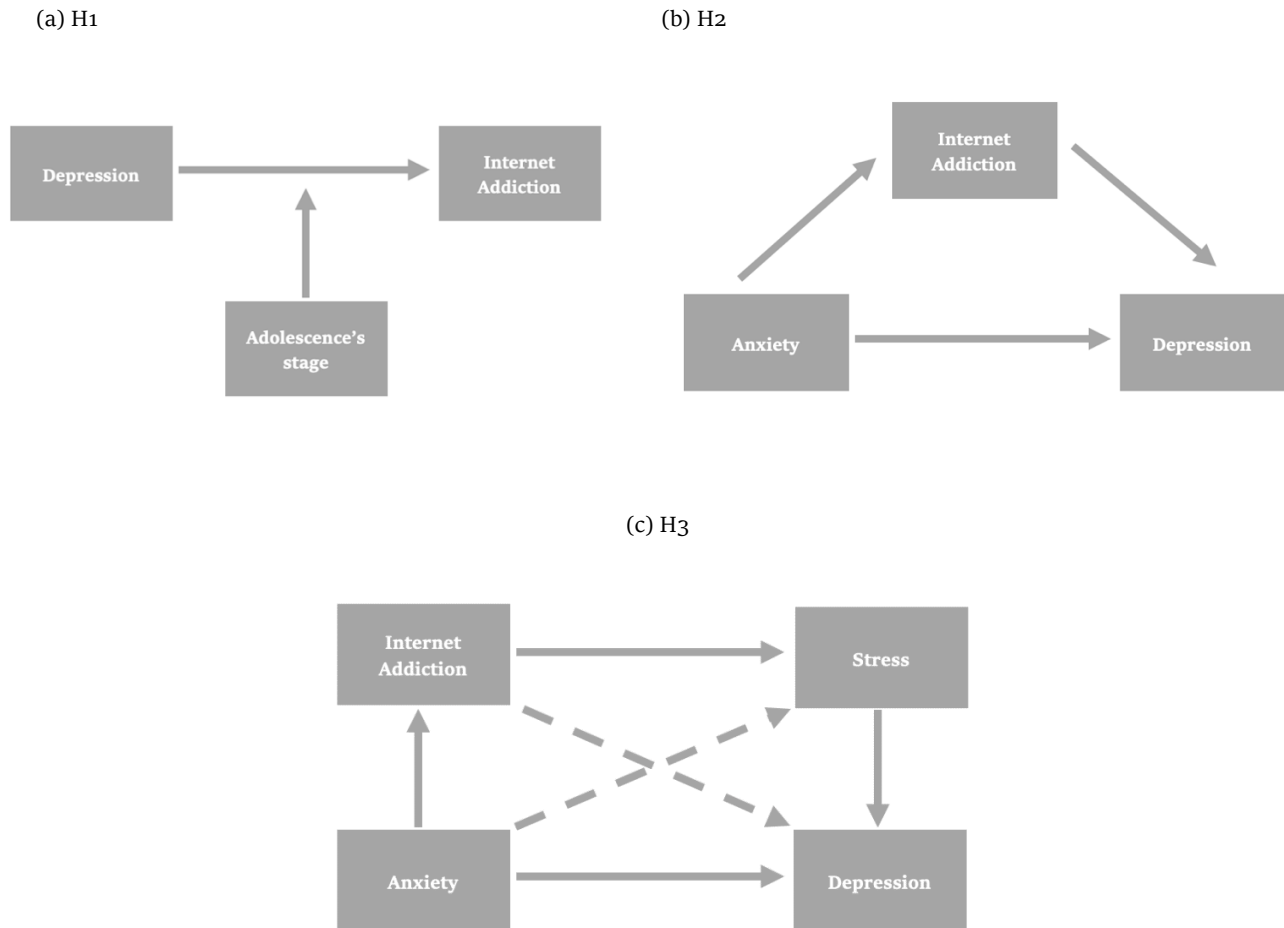 (a) H1
Depression
Internet
Addiction
Adolescence's
stage
(b) H2
Internet
Addiction
Anxiety
Depression
(c) H3
Internet
Addiction
Stress
Anxiety
Depression